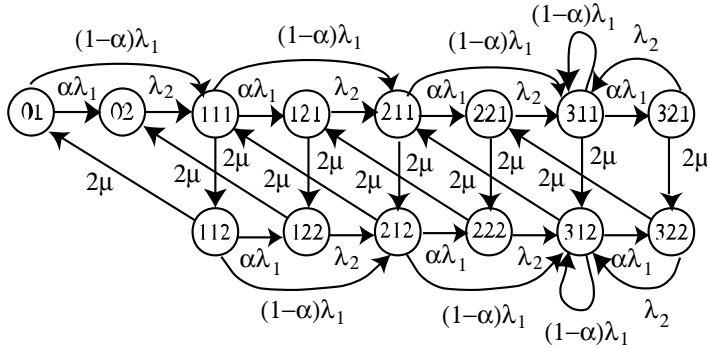 (1−α)λ₁ (1−α)λ₁ (1−α)λ₁ (1−α)λ₁ λ₂
αλ₁ λ₂ αλ₁ λ₂ αλ₁ λ₂ αλ₁
01 02 111 121 211 221 311 321
2μ 2μ 2μ 2μ 2μ 2μ 2μ 2μ 2μ 2μ 2μ 2μ
112 122 212 222 312 322
αλ₁ λ₂ αλ₁ λ₂ αλ₁
(1−α)λ₁ (1−α)λ₁ (1−α)λ₁ λ₂